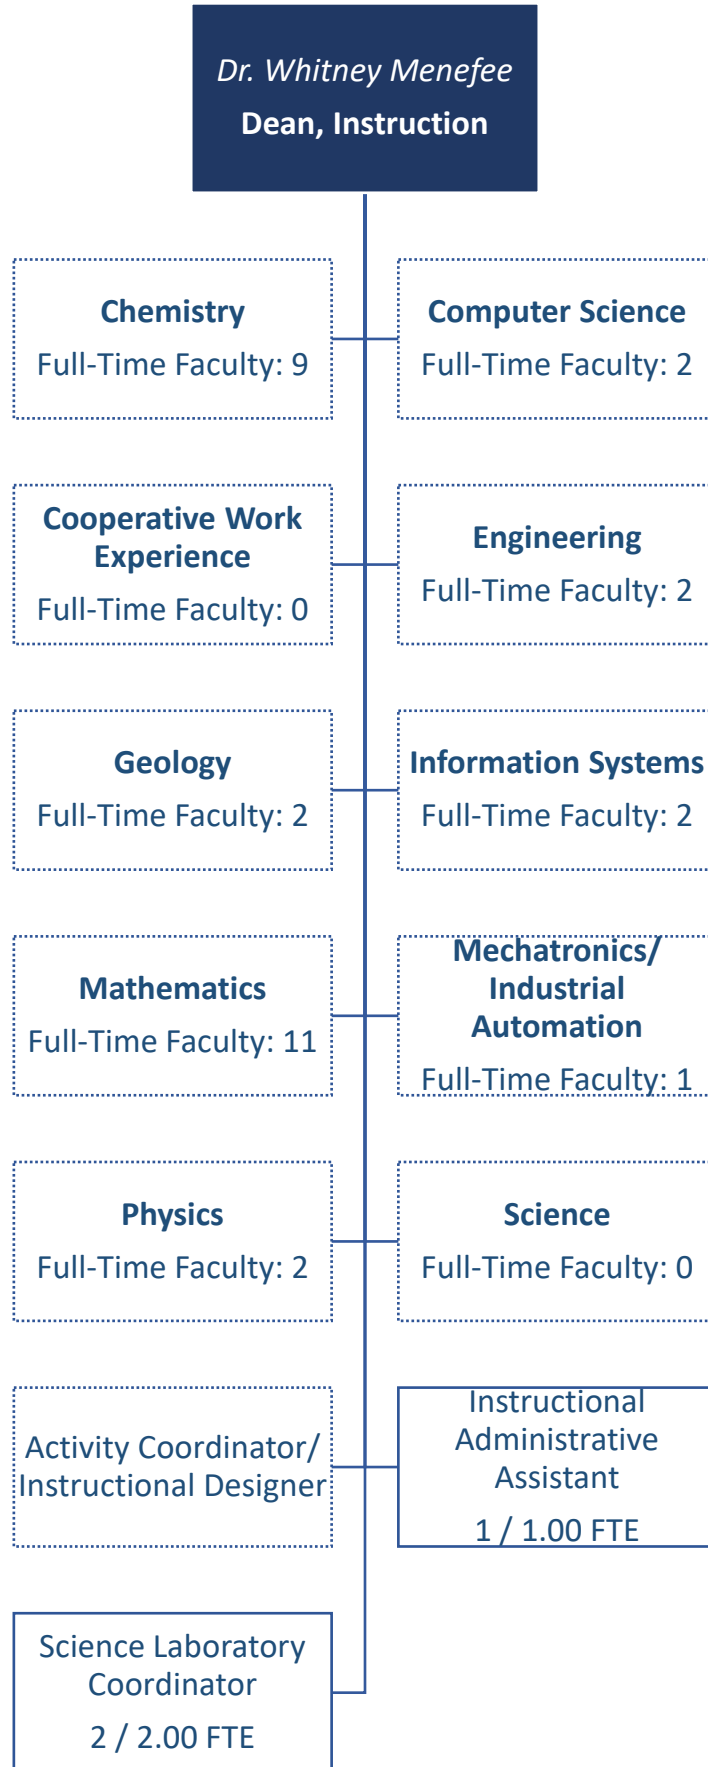 Dr. Whitney Menefee
Dean, Instruction
Chemistry
Full-Time Faculty: 9
Computer Science
Full-Time Faculty: 2
Cooperative Work
Experience
Full-Time Faculty: 0
Engineering
Full-Time Faculty: 2
Geology
Full-Time Faculty: 2
Information Systems
Full-Time Faculty: 2
Mathematics
Full-Time Faculty: 11
Mechatronics/
Industrial
Automation
Full-Time Faculty: 1
Physics
Full-Time Faculty: 2
Science
Full-Time Faculty: 0
Activity Coordinator/
Instructional Designer
Instructional
Administrative
Assistant
1 / 1.00 FTE
Science Laboratory
Coordinator
2 / 2.00 FTE